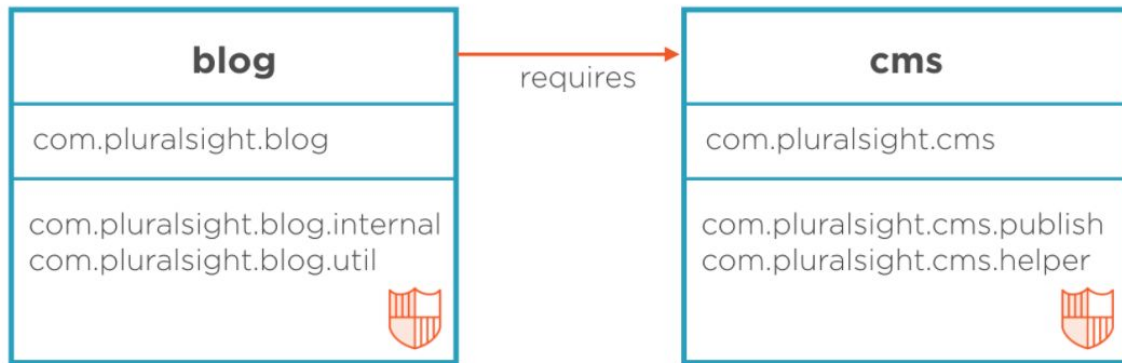 blog
requires
cms
com.pluralsight.blog
com.pluralsight.cms
com.pluralsight.blog.internal
com.pluralsight.blog.util
com.pluralsight.cms.publish
com.pluralsight.cms.helper